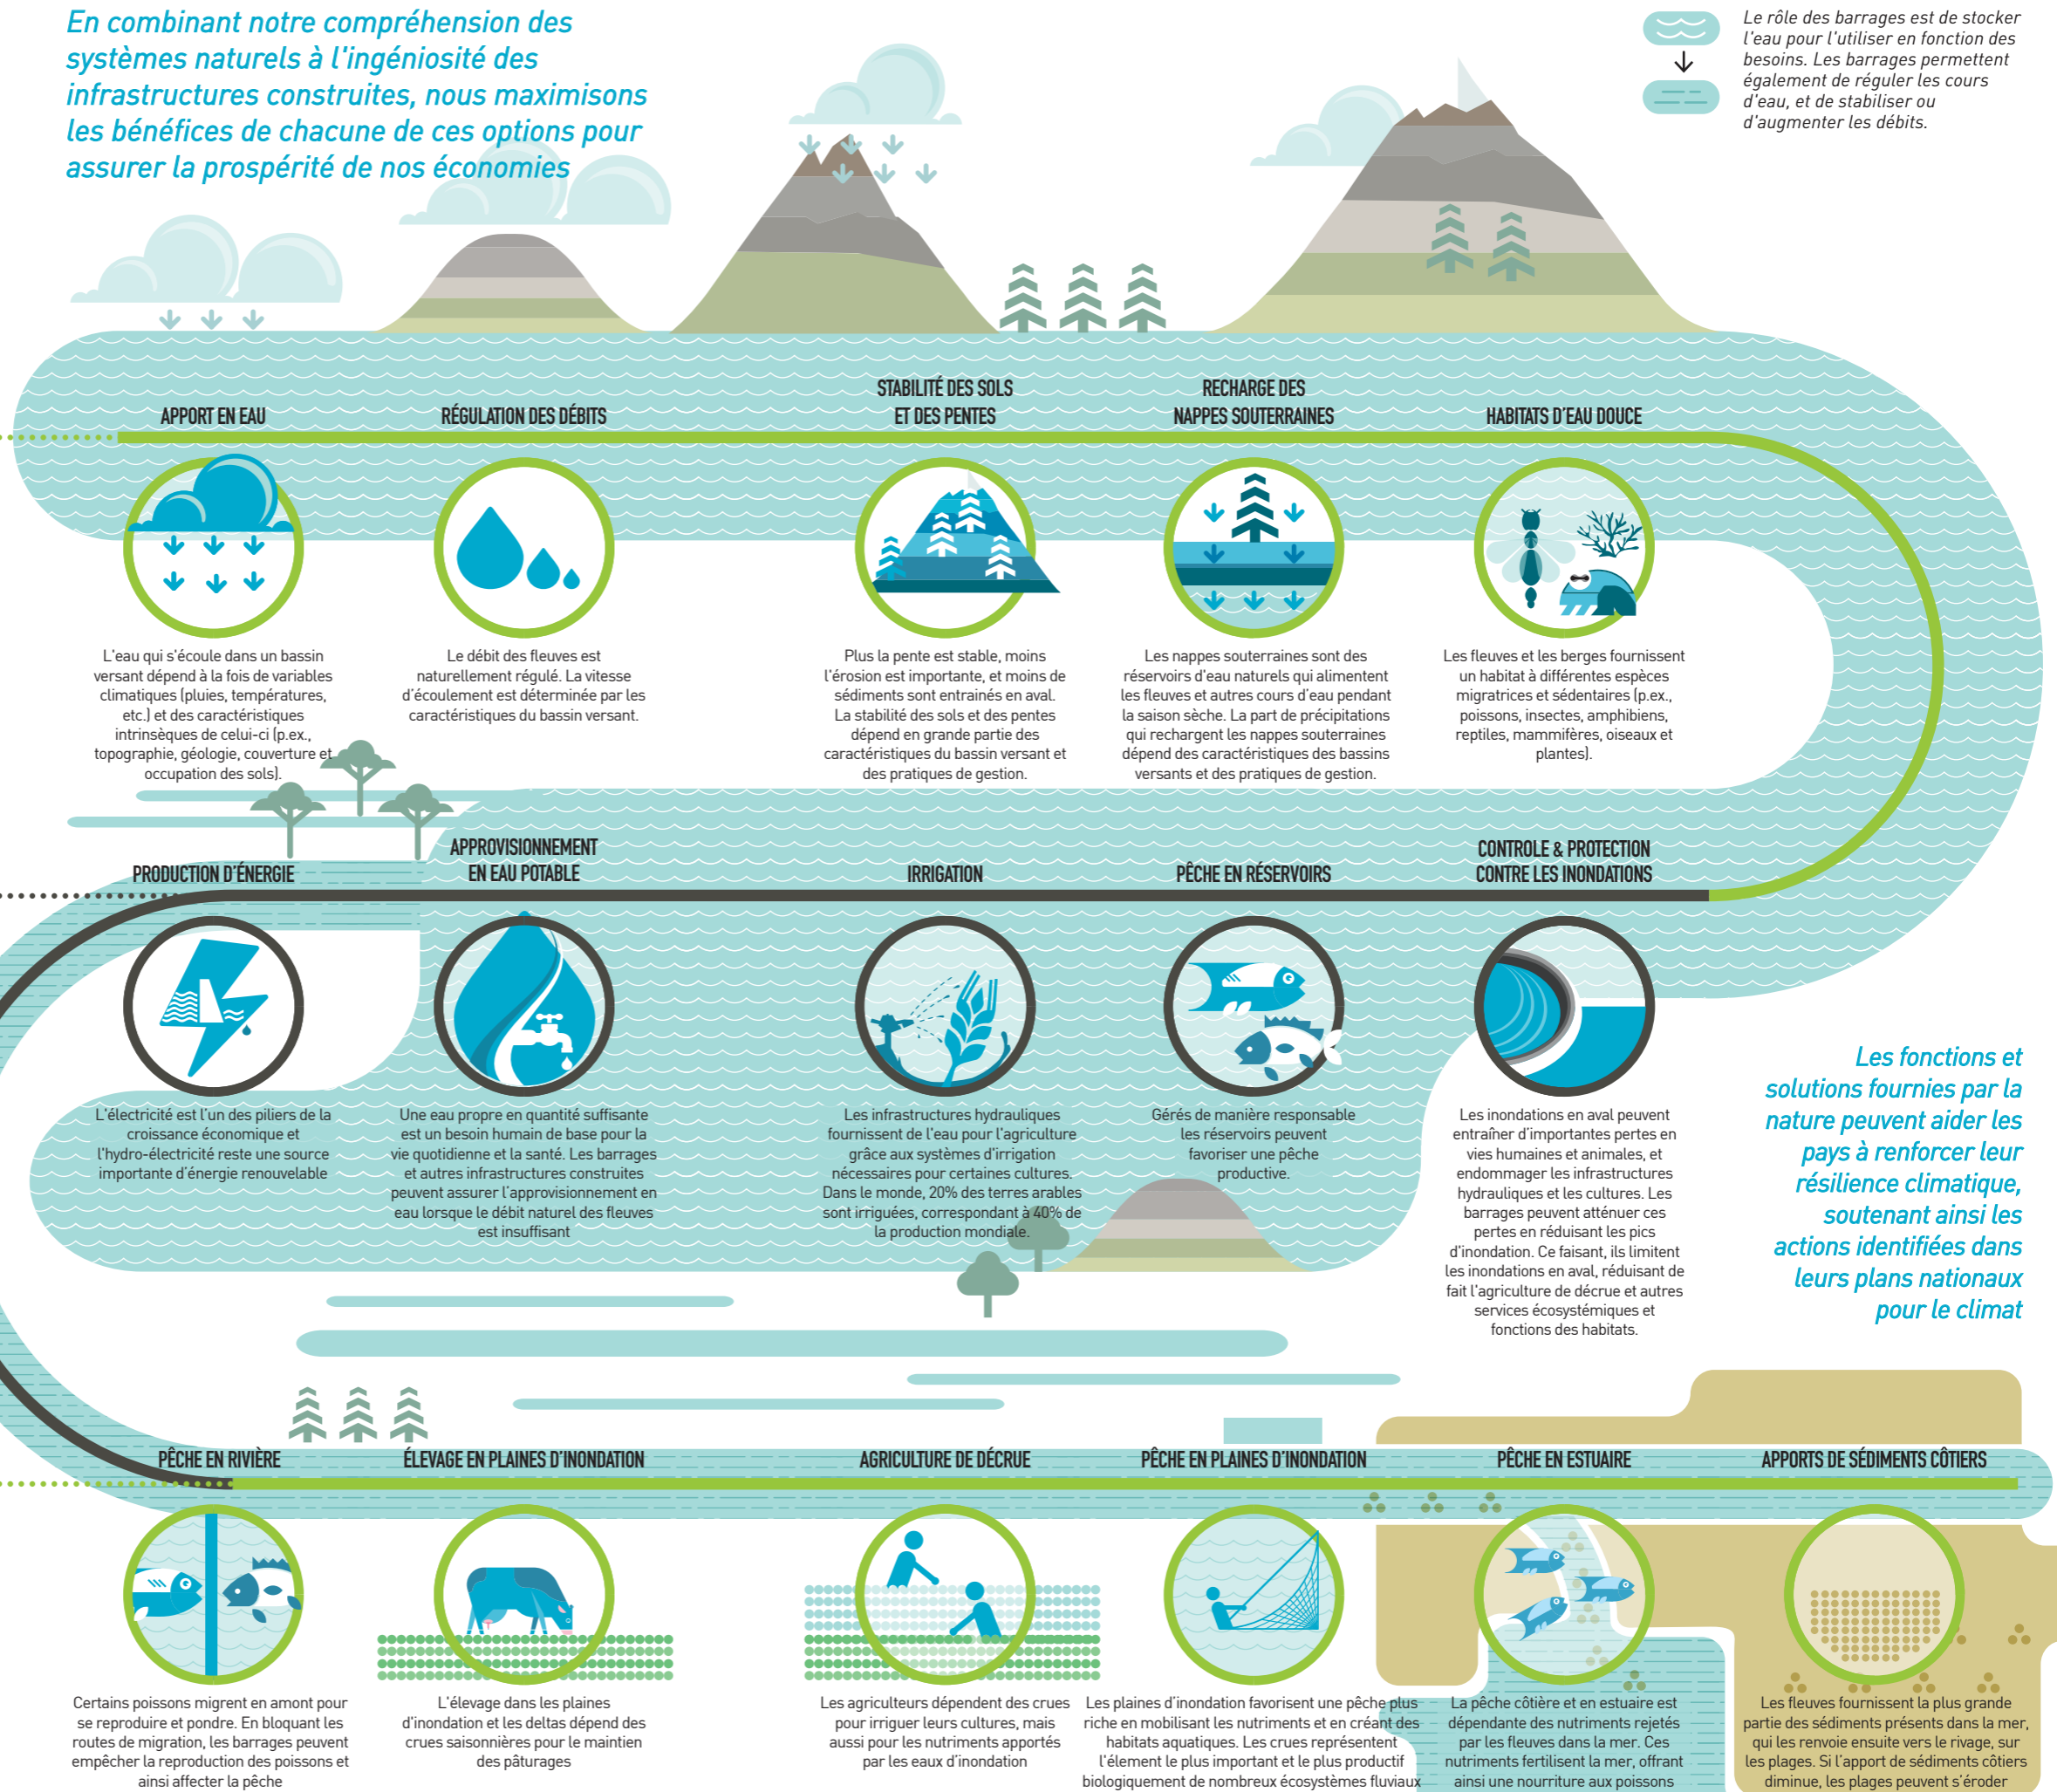 En combinant notre compréhension des
systèmes naturels à l'ingéniosité des
infrastructures construites, nous maximisons
les bénéfices de chacune de ces options pour
assurer la prospérité de nos économies
Le rôle des barrages est de stocker
l'eau pour l'utiliser en fonction des
besoins. Les barrages permettent
également de réguler les cours
d'eau, et de stabiliser ou
d'augmenter les débits.
APPORT EN EAU
L'eau qui s'écoule dans un bassin
versant dépend à la fois de variables
climatiques (pluies, températures,
etc.) et des caractéristiques
intrinsèques de celui-ci (p.ex.,
topographie, géologie, couverture et
occupation des sols).
RÉGULATION DES DÉBITS
Le débit des fleuves est
naturellement régulé. La vitesse
d'écoulement est déterminée par les
caractéristiques du bassin versant.
STABILITÉ DES SOLS
ET DES PENTES
Plus la pente est stable, moins
l'érosion est importante, et moins de
sédiments sont entrainés en aval.
La stabilité des sols et des pentes
dépend en grande partie des
caractéristiques du bassin versant et
des pratiques de gestion.
RECHARGE DES
NAPPES SOUTERRAINES
Les nappes souterraines sont des
réservoirs d'eau naturels qui alimentent
les fleuves et autres cours d'eau pendant
la saison sèche. La part de précipitations
qui rechargent les nappes souterraines
dépend des caractéristiques des bassins
versants et des pratiques de gestion.
HABITATS D'EAU DOUCE
Les fleuves et les berges fournissent
un habitat à différentes espèces
migratrices et sédentaires (p.ex.,
poissons, insectes, amphibiens,
reptiles, mammifères, oiseaux et
plantes).
PRODUCTION D'ÉNERGIE
L'électricité est l'un des piliers de la
croissance économique et
l'hydro-électricité reste une source
importante d'énergie renouvelable
APPROVISIONNEMENT
EN EAU POTABLE
Une eau propre en quantité suffisante
est un besoin humain de base pour la
vie quotidienne et la santé. Les barrages
et autres infrastructures construites
peuvent assurer l'approvisionnement en
eau lorsque le débit naturel des fleuves
est insuffisant
IRRIGATION
Les infrastructures hydrauliques
fournissent de l'eau pour l'agriculture
grâce aux systèmes d'irrigation
nécessaires pour certaines cultures.
Dans le monde, 20% des terres arables
sont irriguées, correspondant à 40% de
la production mondiale.
PÊCHE EN RÉSERVOIRS
Gérés de manière responsable
les réservoirs peuvent
favoriser une pêche
productive.
CONTROLE & PROTECTION
CONTRE LES INONDATIONS
Les inondations en aval peuvent
entraîner d'importantes pertes en
vies humaines et animales, et
endommager les infrastructures
hydrauliques et les cultures. Les
barrages peuvent atténuer ces
pertes en réduisant les pics
d'inondation. Ce faisant, ils limitent
les inondations en aval, réduisant de
fait l'agriculture de décrue et autres
services écosystémiques et
fonctions des habitats.
Les fonctions et
solutions fournies par la
nature peuvent aider les
pays à renforcer leur
résilience climatique,
soutenant ainsi les
actions identifiées dans
leurs plans nationaux
pour le climat
PÊCHE EN RIVIÈRE
Certains poissons migrent en amont pour
se reproduire et pondre. En bloquant les
routes de migration, les barrages peuvent
empêcher la reproduction des poissons et
ainsi affecter la pêche
ÉLEVAGE EN PLAINES D'INONDATION
L'élevage dans les plaines
d'inondation et les deltas dépend des
crues saisonnières pour le maintien
des pâturages
AGRICULTURE DE DÉCRUE
Les agriculteurs dépendent des crues
pour irriguer leurs cultures, mais
aussi pour les nutriments apportés
par les eaux d'inondation
PÊCHE EN PLAINES D'INONDATION
Les plaines d'inondation favorisent une pêche plus
riche en mobilisant les nutriments et en créant des
habitats aquatiques. Les crues représentent
l'élement le plus important et le plus productif
biologiquement de nombreux écosystèmes fluviaux
PÊCHE EN ESTUAIRE
La pêche côtière et en estuaire est
dépendante des nutriments rejetés
par les fleuves dans la mer. Ces
nutriments fertilisent la mer, offrant
ainsi une nourriture aux poissons
APPORTS DE SÉDIMENTS CÔTIERS
Les fleuves fournissent la plus grande
partie des sédiments présents dans la mer,
qui les renvoie ensuite vers le rivage, sur
les plages. Si l'apport de sédiments côtiers
diminue, les plages peuvent s'éroder